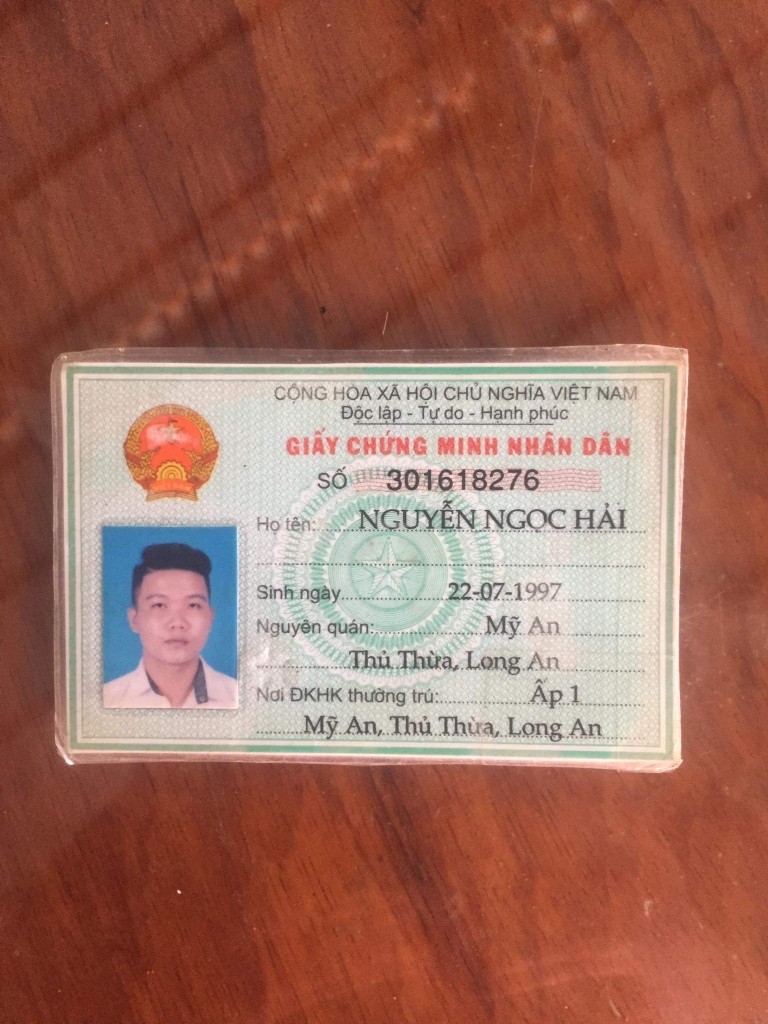 CỘNG HÒA XÃ HỘI CHỦ NGHĨA VIỆT NAM
Độc lập - Tự do - Hạnh phúc
GIẤY CHỨNG MINH NHÂN DÂN
SỐ 301618276
Họ tên: NGUYỄN NGỌC HẢI
Sinh ngày 22-07-1997
Nguyên quán: Mỹ An
Thủ Thừa, Long An
Nơi ĐKHK thường trú: Ấp 1
Mỹ An, Thủ Thừa, Long An